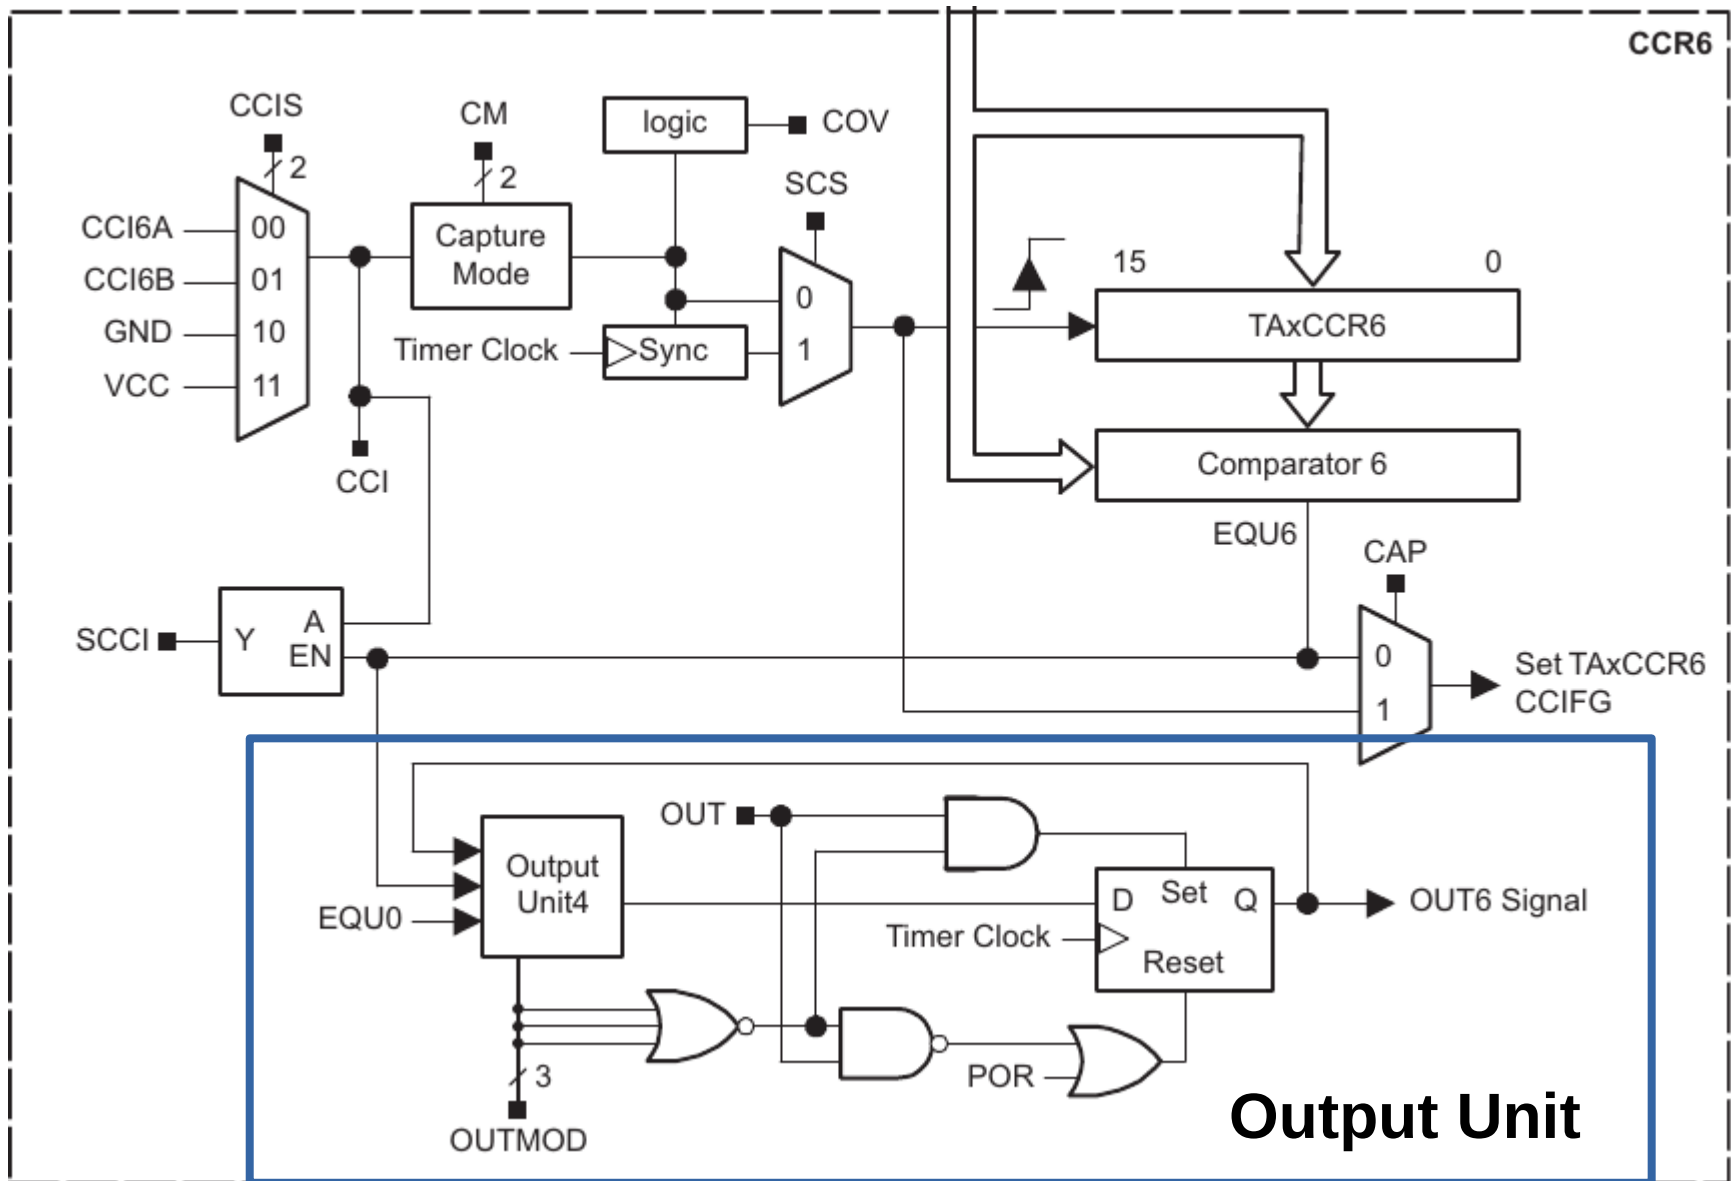 CCR6
CCIS
2
CM
2
logic
COV
SCS
CCI6A
00
CCI6B
01
GND
10
VCC
11
Capture
Mode
Timer Clock
Sync
0
1
15
0
TAxCCR6
Comparator 6
CCI
EQU6
CAP
SCCI
Y
A
EN
0
1
Set TAxCCR6
CCIFG
OUT
Output
Unit4
EQU0
D
Set
Q
OUT6 Signal
Timer Clock
Reset
3
POR
OUTMOD
Output Unit